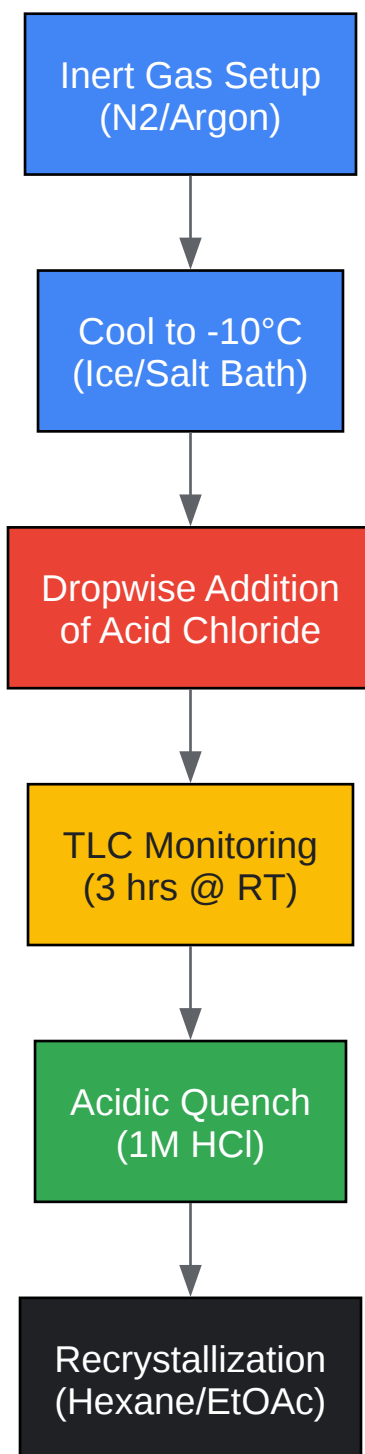 Inert Gas Setup
(N2/Argon)
Cool to -10°C
(Ice/Salt Bath)
Dropwise Addition
of Acid Chloride
TLC Monitoring
(3 hrs @ RT)
Acidic Quench
(1M HCl)
Recrystallization
(Hexane/EtOAc)